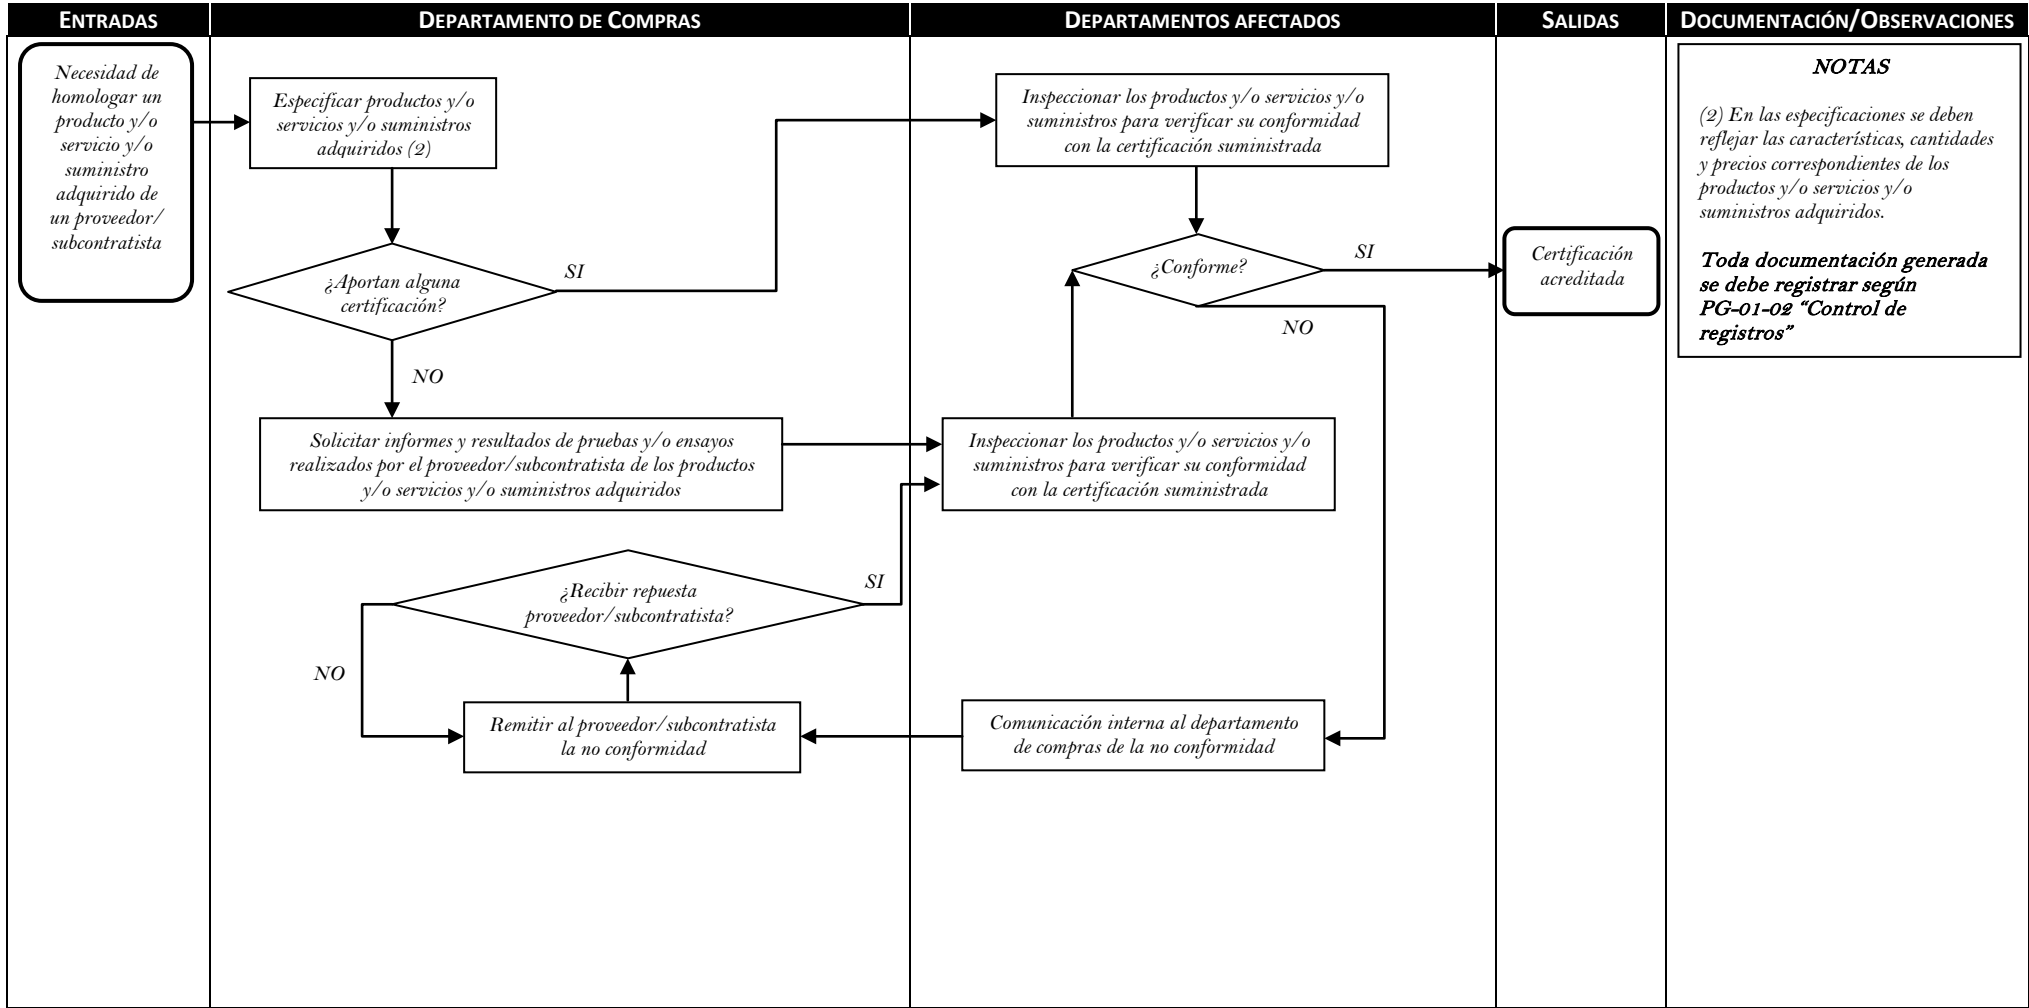 ENTRADAS
DEPARTAMENTO DE COMPRAS
DEPARTAMENTOS AFECTADOS
SALIDAS
DOCUMENTACIÓN/OBSERVACIONES
Necesidad de
homologar un
producto y/o
servicio y/o
suministro
adquirido de
un proveedor/
subcontratista
Especificar productos y/o
servicios y/o suministros
adquiridos (2)
¿Aportan alguna
certificación?
SI
NO
Solicitar informes y resultados de pruebas y/o ensayos
realizados por el proveedor/subcontratista de los productos
y/o servicios y/o suministros adquiridos
¿Recibir repuesta
proveedor/subcontratista?
SI
NO
Remitir al proveedor/subcontratista
la no conformidad
Inspeccionar los productos y/o servicios y/o
suministros para verificar su conformidad
con la certificación suministrada
¿Conforme?
SI
NO
Inspeccionar los productos y/o servicios y/o
suministros para verificar su conformidad
con la certificación suministrada
Comunicación interna al departamento
de compras de la no conformidad
Certificación
acreditada
NOTAS
(2) En las especificaciones se deben
reflejar las características, cantidades
y precios correspondientes de los
productos y/o servicios y/o
suministros adquiridos.
Toda documentación generada
se debe registrar según
PG-01-02 “Control de
registros”